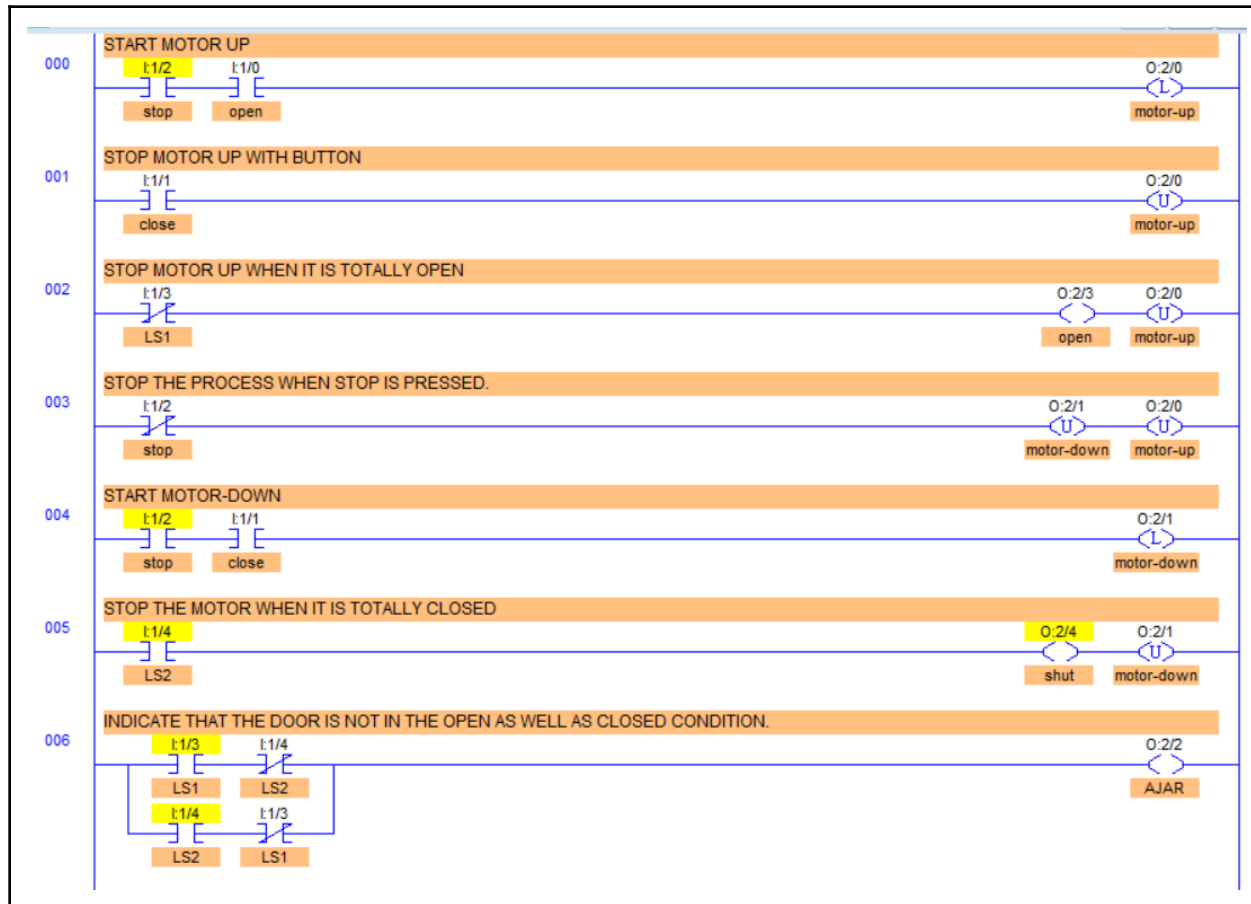 START MOTOR UP
000
I:1/2 I:1/0 O:2/0
L
stop open motor-up
STOP MOTOR UP WITH BUTTON
001
I:1/1 O:2/0
U
close motor-up
STOP MOTOR UP WHEN IT IS TOTALLY OPEN
002
I:1/3 O:2/3 O:2/0
U
LS1 open motor-up
STOP THE PROCESS WHEN STOP IS PRESSED.
003
I:1/2 O:2/1 O:2/0
U U
stop motor-down motor-up
START MOTOR-DOWN
004
I:1/2 I:1/1 O:2/1
L
stop close motor-down
STOP THE MOTOR WHEN IT IS TOTALLY CLOSED
005
I:1/4 O:2/4 O:2/1
U
LS2 shut motor-down
INDICATE THAT THE DOOR IS NOT IN THE OPEN AS WELL AS CLOSED CONDITION.
006
I:1/3 I:1/4 O:2/2
LS1 LS2 AJAR
I:1/4 I:1/3
LS2 LS1